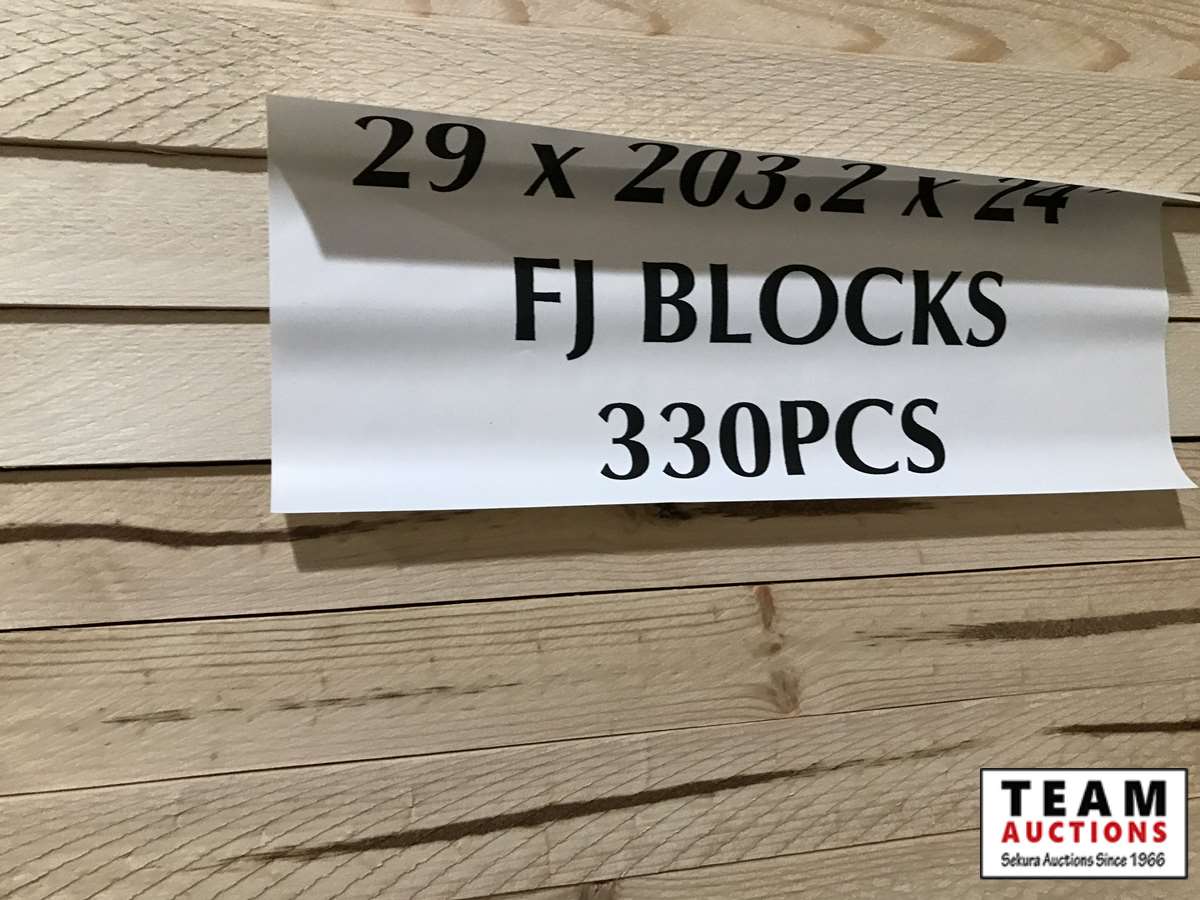 29 x 203.2 x 24"
FJ BLOCKS
330PCS
TEAM
AUCTIONS
Sekura Auctions Since 1966